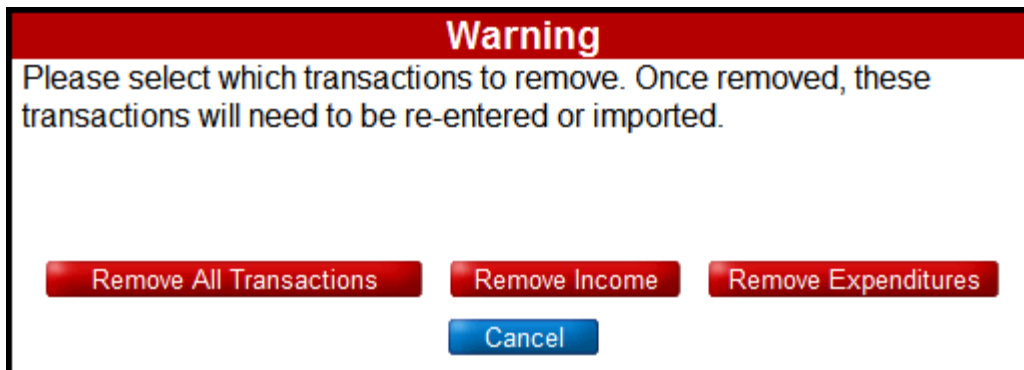 Warning
Please select which transactions to remove. Once removed, these
transactions will need to be re-entered or imported.
Remove All Transactions Remove Income Remove Expenditures
Cancel